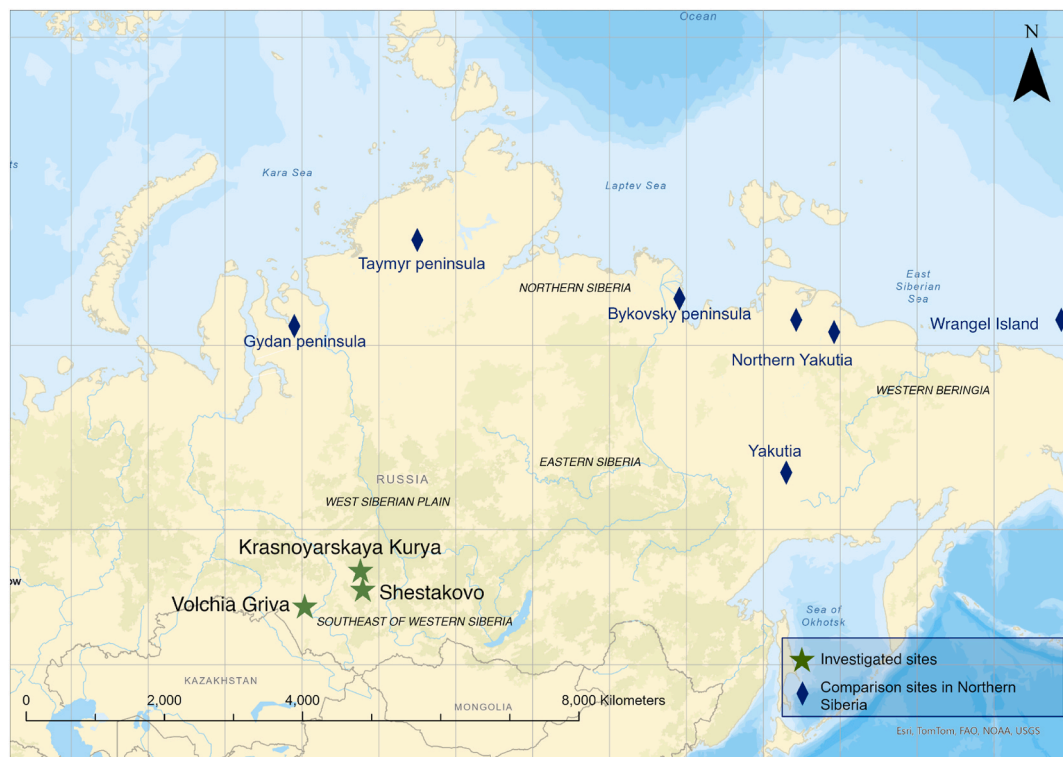 Ocean
N
ts
Kara Sea
Laptev Sea
Taymyr peninsula
NORTHERN SIBERIA
East
Siberian
Sea
Bykovsky peninsula
Wrangel Island
Gydan peninsula
Northern Yakutia
WESTERN BERINGIA
Yakutia
EASTERN SIBERIA
RUSSIA
WEST SIBERIAN PLAIN
Krasnoyarskaya Kurya
ow
Shestakovo
Volchia Griva
SOUTHEAST OF WESTERN SIBERIA
Sea of
Okhotsk
Investigated sites
Comparison sites in Northern
Siberia
KAZAKHSTAN
MONGOLIA
0 2,000 4,000 8,000 Kilometers
Esri, TomTom, FAO, NOAA, USGS